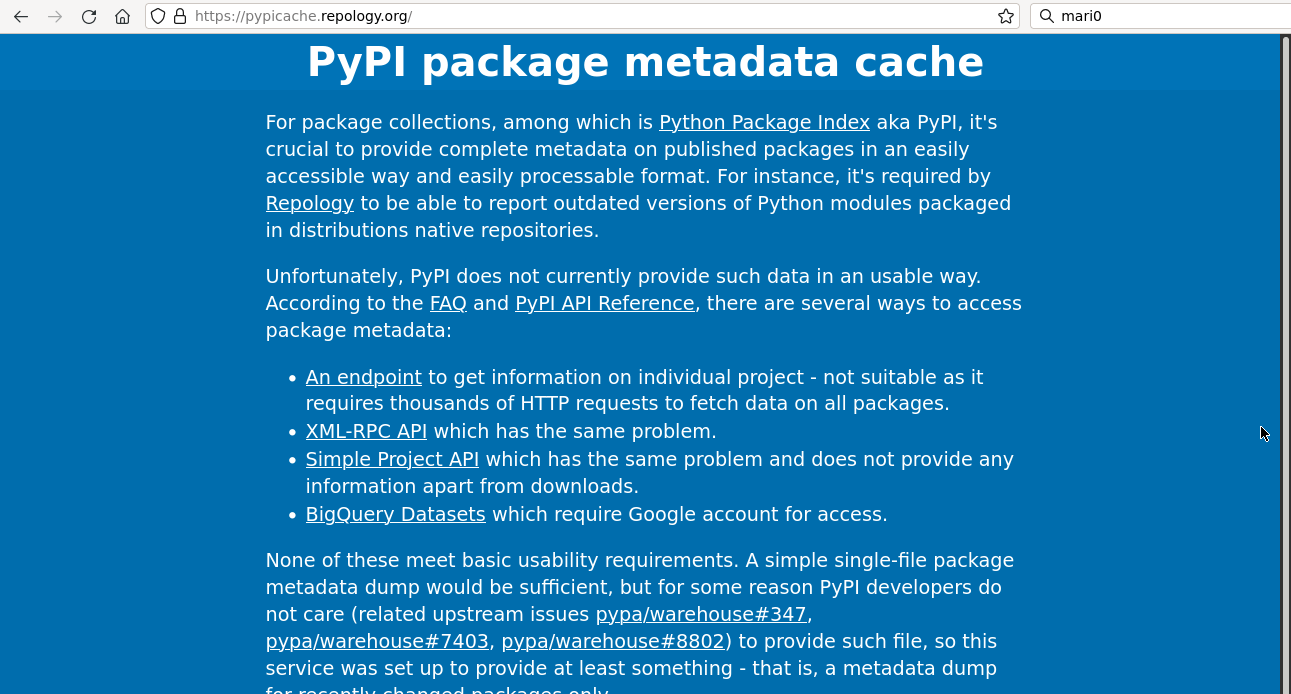 https://pypicache.repology.org/
mari0
PyPI package metadata cache
For package collections, among which is Python Package Index aka PyPI, it's
crucial to provide complete metadata on published packages in an easily
accessible way and easily processable format. For instance, it's required by
Repology to be able to report outdated versions of Python modules packaged
in distributions native repositories.
Unfortunately, PyPI does not currently provide such data in an usable way.
According to the FAQ and PyPI API Reference, there are several ways to access
package metadata:
• An endpoint to get information on individual project - not suitable as it
requires thousands of HTTP requests to fetch data on all packages.
• XML-RPC API which has the same problem.
• Simple Project API which has the same problem and does not provide any
information apart from downloads.
• BigQuery Datasets which require Google account for access.
None of these meet basic usability requirements. A simple single-file package
metadata dump would be sufficient, but for some reason PyPI developers do
not care (related upstream issues pypa/warehouse#347,
pypa/warehouse#7403, pypa/warehouse#8802) to provide such file, so this
service was set up to provide at least something - that is, a metadata dump
for recently changed packages only.